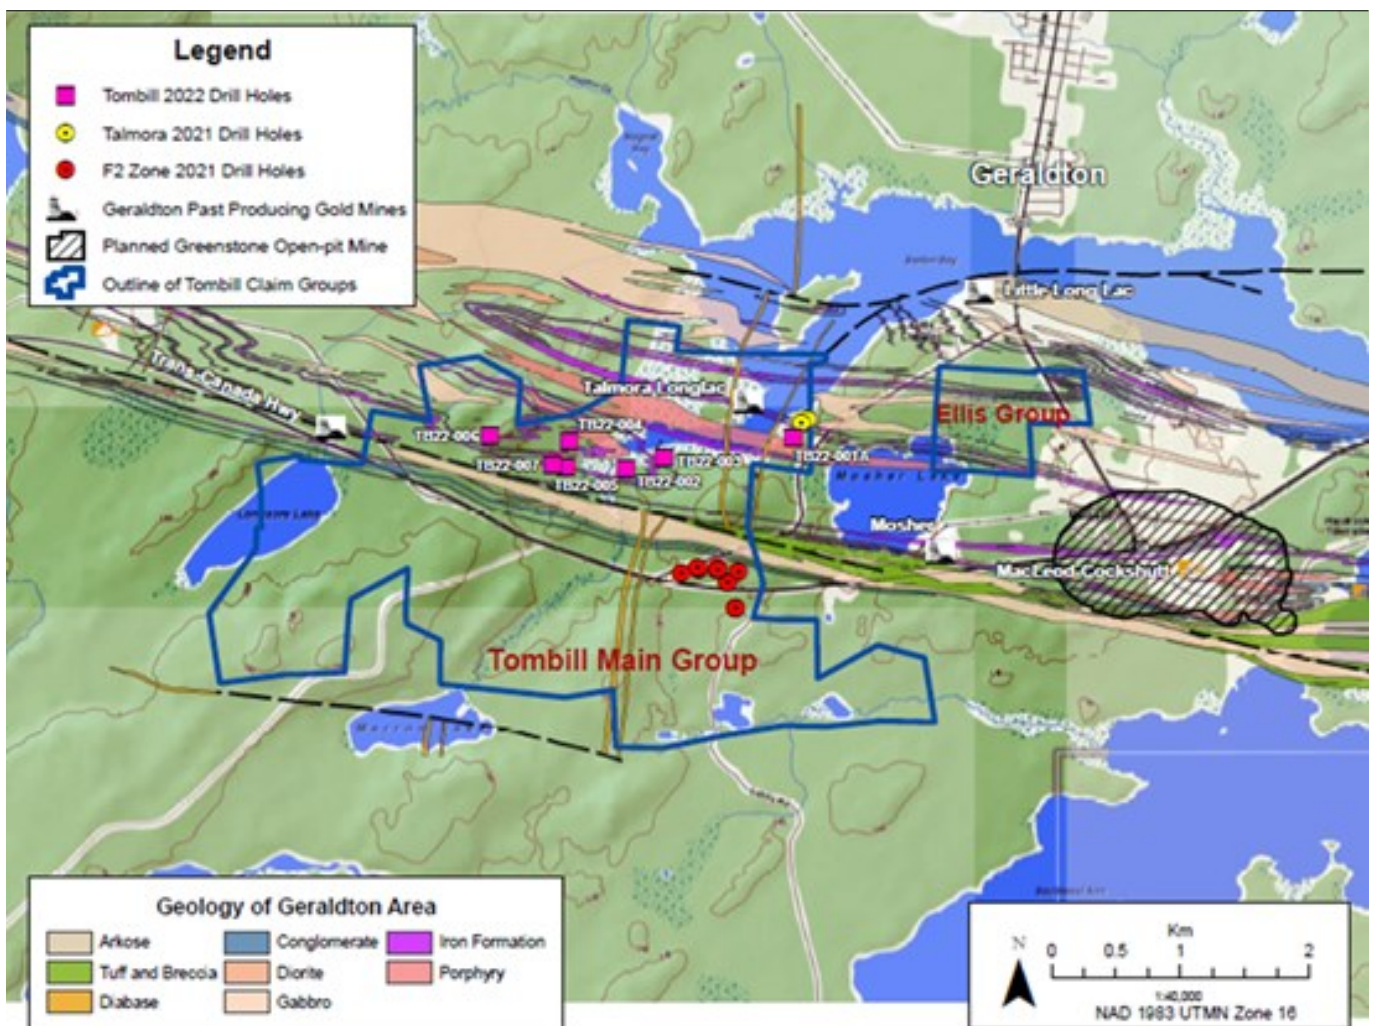 Legend
Tombill 2022 Drill Holes
Talmora 2021 Drill Holes
F2 Zone 2021 Drill Holes
Geraldton Past Producing Gold Mines
Planned Greenstone Open-pit Mine
Outline of Tombill Claim Groups
Geraldton
Barton Bay
Little Long Lac
Trans-Canada Hwy
Talmora Longlac
Ellis Group
TB22-006
TB22-004
TB22-007
TB22-003
TB22-001A
TB22-005
TB22-002
Mosher Lake
Mosher
MacLeod-Cockshutt
Tombill Main Group
Geology of Geraldton Area
Arkose
Conglomerate
Iron Formation
Tuff and Breccia
Diorite
Porphyry
Diabase
Gabbro
N
Km
0 0.5 1 2
1:40,000
NAD 1983 UTMN Zone 16